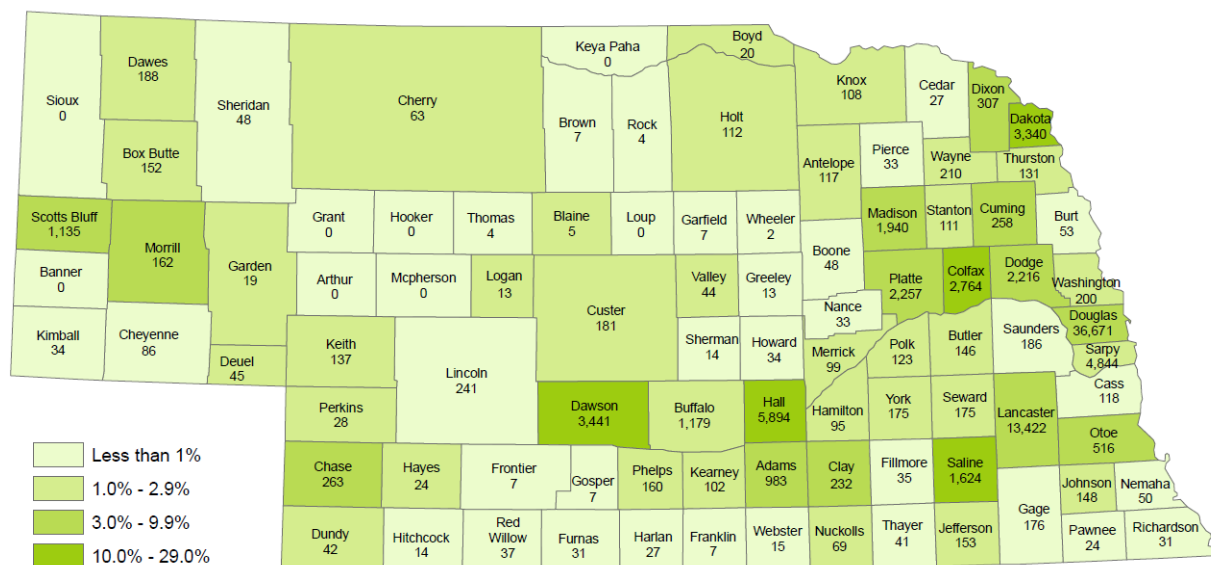 Sioux
0
Dawes
188
Box Butte
152
Sheridan
48
Scotts Bluff
1,135
Banner
0
Kimball
34
Morrill
162
Cheyenne
86
Garden
19
Deuel
45
Cherry
63
Keya Paha
0
Boyd
20
Brown
7
Rock
4
Holt
112
Grant
0
Hooker
0
Thomas
4
Blaine
5
Loup
0
Garfield
7
Wheeler
2
Arthur
0
Mcpherson
0
Logan
13
Custer
181
Valley
44
Greeley
13
Keith
137
Lincoln
241
Sherman
14
Howard
34
Perkins
28
Dawson
3,441
Buffalo
1,179
Hall
5,894
Chase
263
Hayes
24
Frontier
7
Gosper
7
Phelps
160
Kearney
102
Adams
983
Clay
232
Fillmore
35
Saline
1,624
Dundy
42
Hitchcock
14
Red
Willow
37
Furnas
31
Harlan
27
Franklin
7
Webster
15
Nuckolls
69
Thayer
41
Jefferson
153
Gage
176
Knox
108
Cedar
27
Dixon
307
Dakota
3,340
Antelope
117
Pierce
33
Wayne
210
Thurston
131
Madison
1,940
Stanton
111
Cuming
258
Burt
53
Boone
48
Platte
2,257
Colfax
2,764
Dodge
2,216
Washington
200
Nance
33
Merrick
99
Polk
123
Butler
146
Saunders
186
Douglas
36,671
Sarpy
4,844
Hamilton
95
York
175
Seward
175
Lancaster
13,422
Cass
118
Otoe
516
Johnson
148
Nemaha
50
Pawnee
24
Richardson
31
Less than 1%
1.0% - 2.9%
3.0% - 9.9%
10.0% - 29.0%